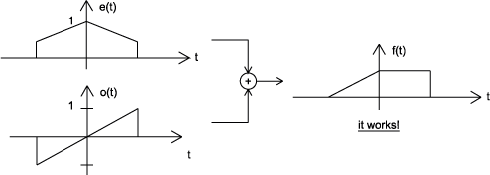 e(t)
1
t
o(t)
1
t
+
f(t)
t
it works!